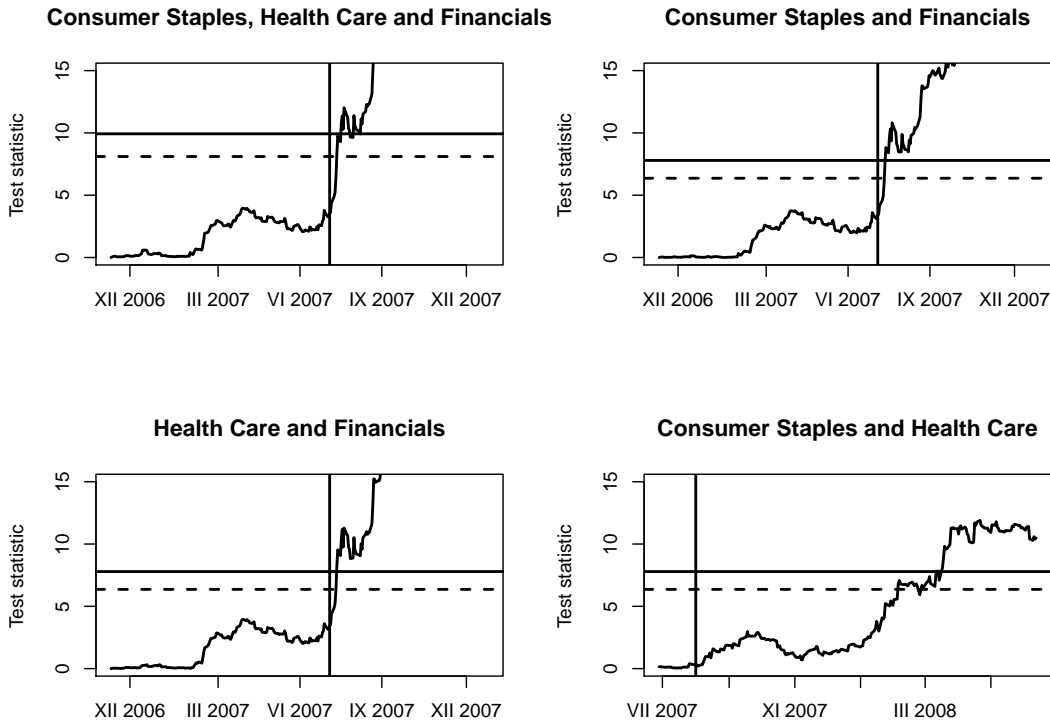 Consumer Staples, Health Care and Financials
Test statistic
15
10
5
0
XII 2006 III 2007 VI 2007 IX 2007 XII 2007
Consumer Staples and Financials
Test statistic
15
10
5
0
XII 2006 III 2007 VI 2007 IX 2007 XII 2007
Health Care and Financials
Test statistic
15
10
5
0
XII 2006 III 2007 VI 2007 IX 2007 XII 2007
Consumer Staples and Health Care
Test statistic
15
10
5
0
VII 2007 XI 2007 III 2008